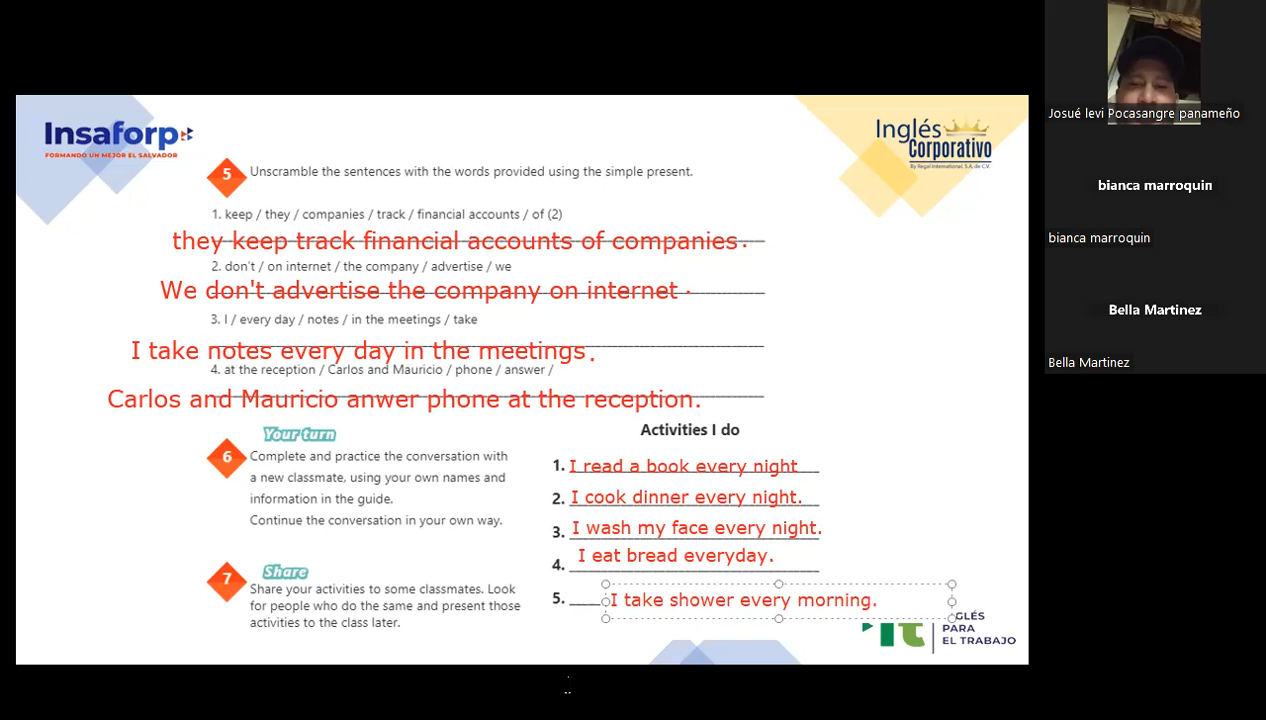 Insaforp
FORMANDO UN MEJOR EL SALVADOR
Inglés
Corporativo
By Regal International, S.A. de C.V.
5 Unscramble the sentences with the words provided using the simple present.
1. keep / they / companies / track / financial accounts / of (2)
they keep track financial accounts of companies.
2. don't / on internet / the company / advertise / we
We don't advertise the company on internet .
3. I / every day / notes / in the meetings / take
I take notes every day in the meetings.
4. at the reception / Carlos and Mauricio / phone / answer /
Carlos and Mauricio anwer phone at the reception.
Your turn
6 Complete and practice the conversation with
a new classmate, using your own names and
information in the guide.
Continue the conversation in your own way.
7 Share
Share your activities to some classmates. Look
for people who do the same and present those
activities to the class later.
Activities I do
1. I read a book every night
2. I cook dinner every night.
3. I wash my face every night.
4. I eat bread everyday.
5. I take shower every morning.
GLÉS
PARA
EL TRABAJO
Josué levi Pocasangre panameño
bianca marroquin
bianca marroquin
Bella Martinez
Bella Martinez